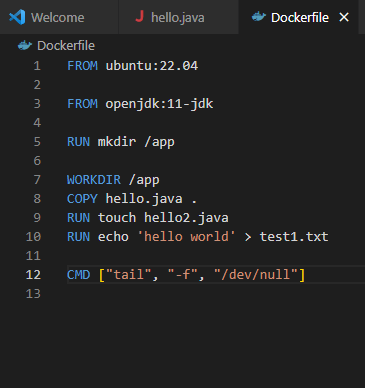 Welcome hello.java Dockerfile
Dockerfile
1 FROM ubuntu:22.04
2
3 FROM openjdk:11-jdk
4
5 RUN mkdir /app
6
7 WORKDIR /app
8 COPY hello.java .
9 RUN touch hello2.java
10 RUN echo 'hello world' > test1.txt
11
12 CMD ["tail", "-f", "/dev/null"]
13